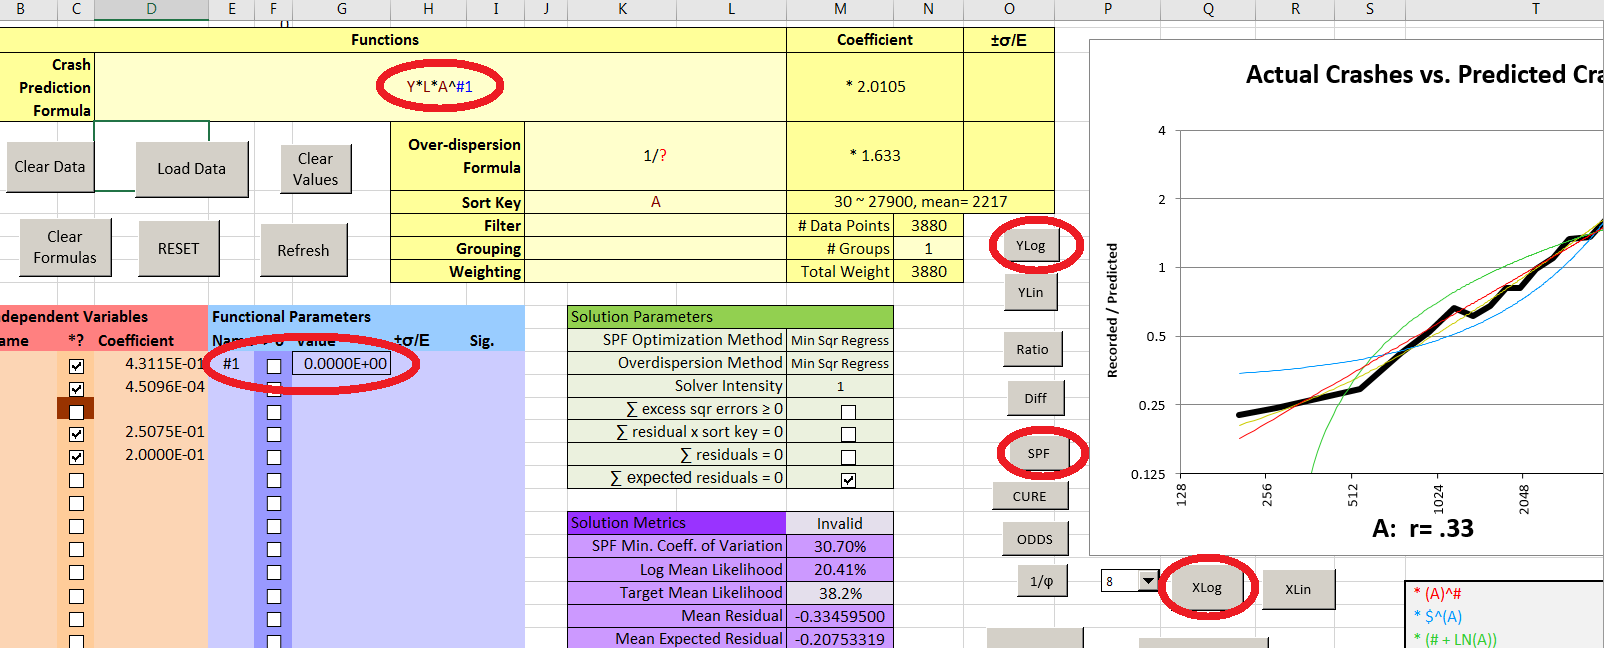 B C D E F G H I J K L M N O P Q R S T
Functions Coefficient ±σ/E
Crash
Prediction
Formula
Y*L*A^#1 * 2.0105
Clear Data Load Data Clear
Values
Over-dispersion
Formula
1/? * 1.633
Sort Key A 30 ~ 27900, mean= 2217
Filter # Data Points 3880
Grouping # Groups 1
Weighting Total Weight 3880
Clear
Formulas
RESET Refresh
YLog
YLin
Ratio
Diff
SPF
CURE
ODDS
1/φ 8 XLog XLin
ndependent Variables Functional Parameters
ame *? Coefficient Value ±σ/E Sig.
4.3115E-01 #1 0.0000E+00
4.5096E-04
2.5075E-01
2.0000E-01
Solution Parameters
SPF Optimization Method Min Sqr Regress
Overdispersion Method Min Sqr Regress
Solver Intensity 1
∑ excess sqr errors ≥ 0
∑ residual x sort key = 0
∑ residuals = 0
∑ expected residuals = 0
Solution Metrics Invalid
SPF Min. Coeff. of Variation 30.70%
Log Mean Likelihood 20.41%
Target Mean Likelihood 38.2%
Mean Residual -0.33459500
Mean Expected Residual -0.20753319
Actual Crashes vs. Predicted Cra
Recorded / Predicted
4
2
1
0.5
0.25
0.125
128 256 512 1024 2048
A: r= .33
* (A)^#
* $^(A)
* (# + LN(A))